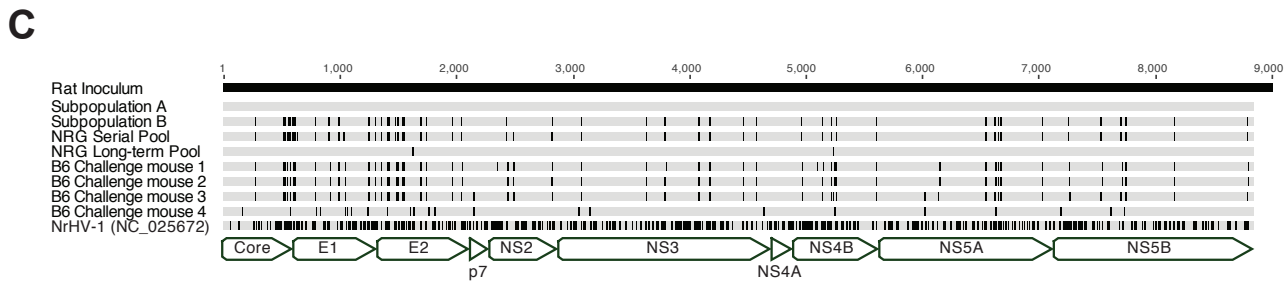 C
1 1,000 2,000 3,000 4,000 5,000 6,000 7,000 8,000 9,000
Rat Inoculum
Subpopulation A
Subpopulation B
NRG Serial Pool
NRG Long-term Pool
B6 Challenge mouse 1
B6 Challenge mouse 2
B6 Challenge mouse 3
B6 Challenge mouse 4
NrHV-1 (NC_025672)
Core E1 E2 NS2 NS3 NS4B NS5A NS5B
p7 NS4A